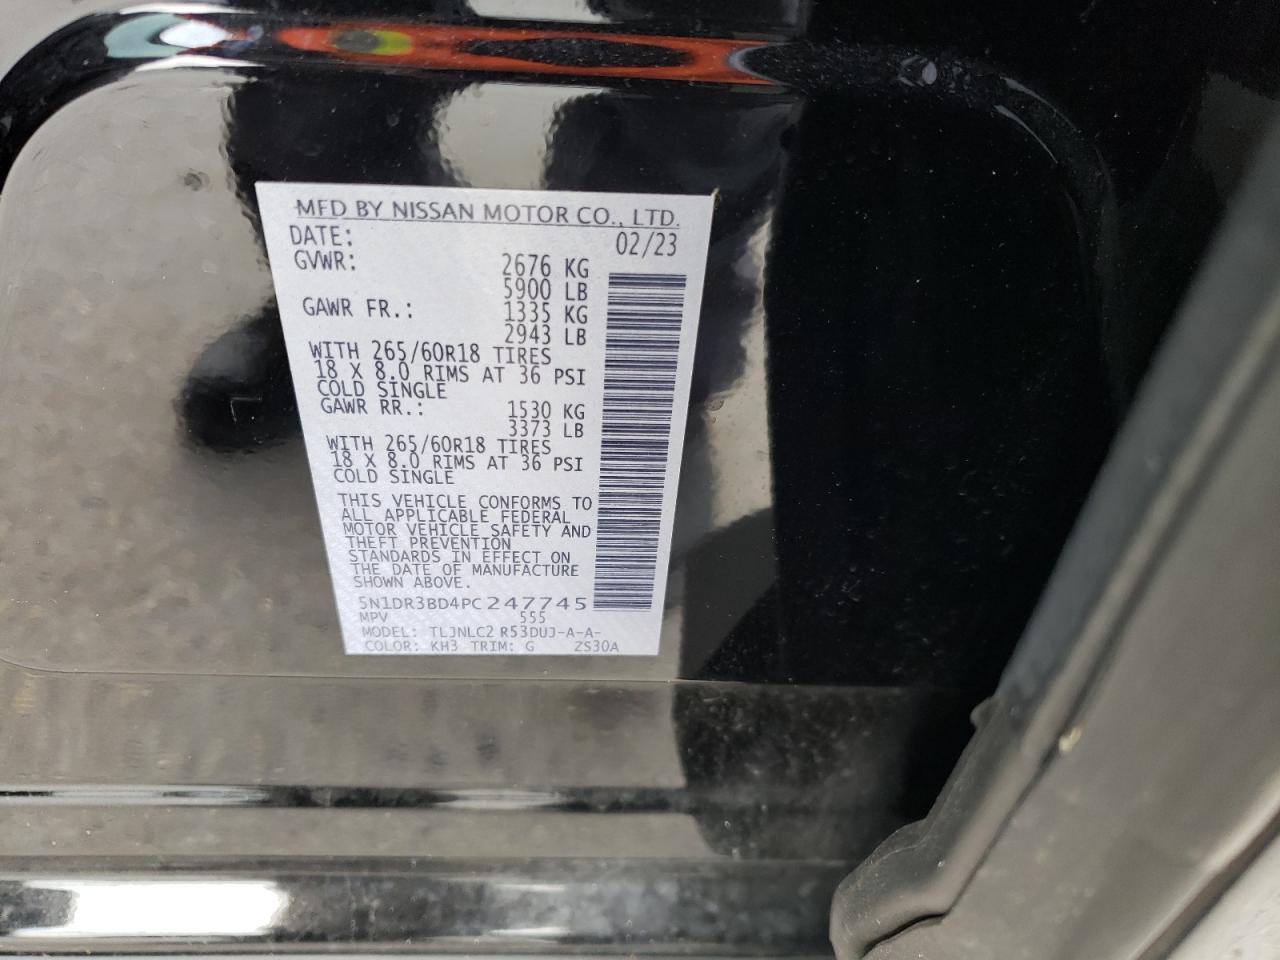 MFD BY NISSAN MOTOR CO., LTD.
DATE: 02/23
GVWR: 2676 KG
5900 LB
GAWR FR.: 1335 KG
2943 LB
WITH 265/60R18 TIRES
18 X 8.0 RIMS AT 36 PSI
COLD SINGLE
GAWR RR.: 1530 KG
3373 LB
WITH 265/60R18 TIRES
18 X 8.0 RIMS AT 36 PSI
COLD SINGLE
THIS VEHICLE CONFORMS TO
ALL APPLICABLE FEDERAL
MOTOR VEHICLE SAFETY AND
THEFT PREVENTION
STANDARDS IN EFFECT ON
THE DATE OF MANUFACTURE
SHOWN ABOVE.
5N1DR3BD4PC247745
MPV 555
MODEL: TLJNLC2 R53DUJ-A-A-
COLOR: KH3 TRIM: G ZS30A